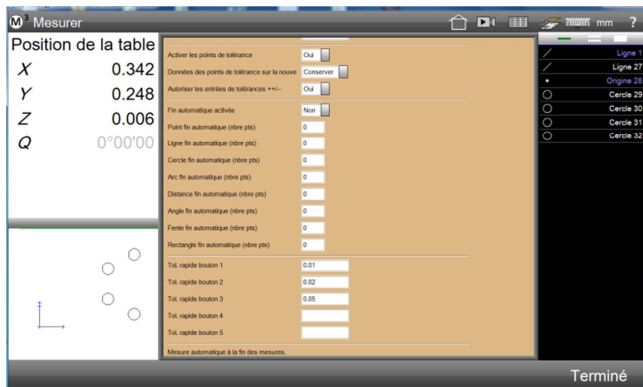 M3 Mesurer
mm ?
Position de la table
X 0.342
Y 0.248
Z 0.006
Q 0°00'00
Activer les points de tolérance Oui
Données des points de tolérance sur la nouve Conserver
Autoriser les entrées de tolérances ++/-- Oui
Fin automatique activée Non
Point fin automatique (nbre pts) 0
Ligne fin automatique (nbre pts) 0
Cercle fin automatique (nbre pts) 0
Arc fin automatique (nbre pts) 0
Distance fin automatique (nbre pts) 0
Angle fin automatique (nbre pts) 0
Fente fin automatique (nbre pts) 0
Rectangle fin automatique (nbre pts) 0
Tol. rapide bouton 1 0.01
Tol. rapide bouton 2 0.02
Tol. rapide bouton 3 0.05
Tol. rapide bouton 4
Tol. rapide bouton 5
Mesure automatique à la fin des mesures.
Ligne 1
Ligne 27
Origine 28
Cercle 29
Cercle 30
Cercle 31
Cercle 32
Terminé